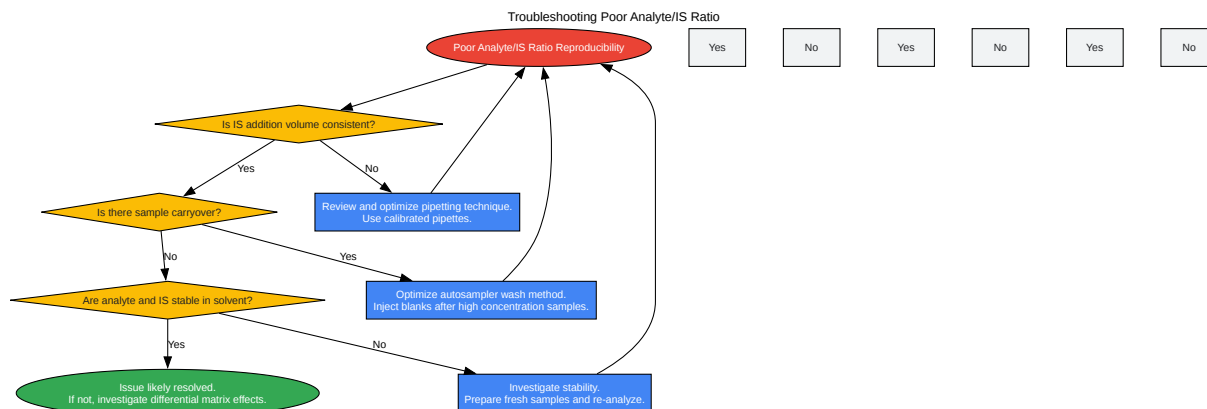 Troubleshooting Poor Analyte/IS Ratio
Poor Analyte/IS Ratio Reproducibility
Yes
No
Yes
No
Yes
No
Is IS addition volume consistent?
Yes
No
Is there sample carryover?
Review and optimize pipetting technique.
Use calibrated pipettes.
No
Yes
Are analyte and IS stable in solvent?
Optimize autosampler wash method.
Inject blanks after high concentration samples.
Yes
No
Issue likely resolved.
If not, investigate differential matrix effects.
Investigate stability.
Prepare fresh samples and re-analyze.